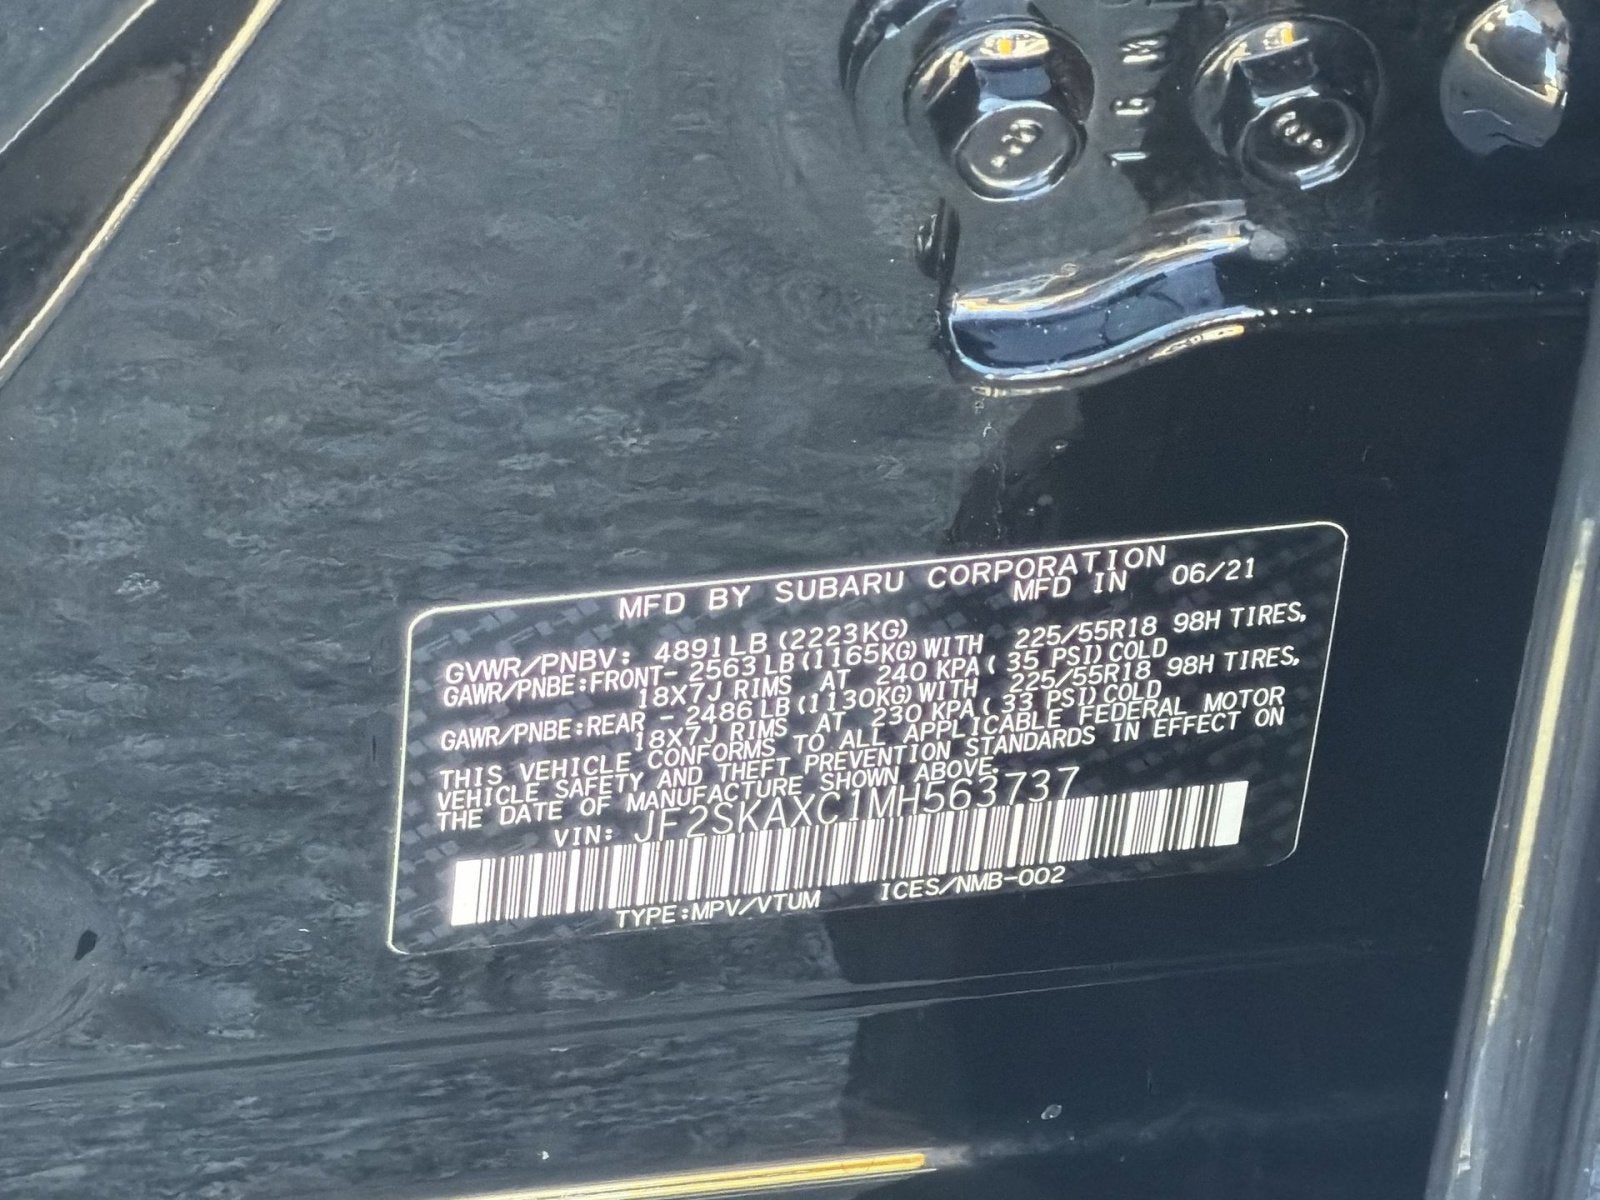 MFD BY SUBARU CORPORATION
MFD IN 06/21
GVWR/PNBV: 4891LB(2223KG)
GAWR/PNBE:FRONT- 2563LB(1165KG)WITH 225/55R18 98H TIRES,
18X7J RIMS AT 240 KPA( 35 PSI)COLD
GAWR/PNBE:REAR - 2486LB(1130KG)WITH 225/55R18 98H TIRES,
18X7J RIMS AT 230 KPA( 33 PSI)COLD
THIS VEHICLE CONFORMS TO ALL APPLICABLE FEDERAL MOTOR
VEHICLE SAFETY AND THEFT PREVENTION STANDARDS IN EFFECT ON
THE DATE OF MANUFACTURE SHOWN ABOVE.
VIN: JF2SKAXC1MH563737
TYPE:MPV/VTUM ICES/NMB-002